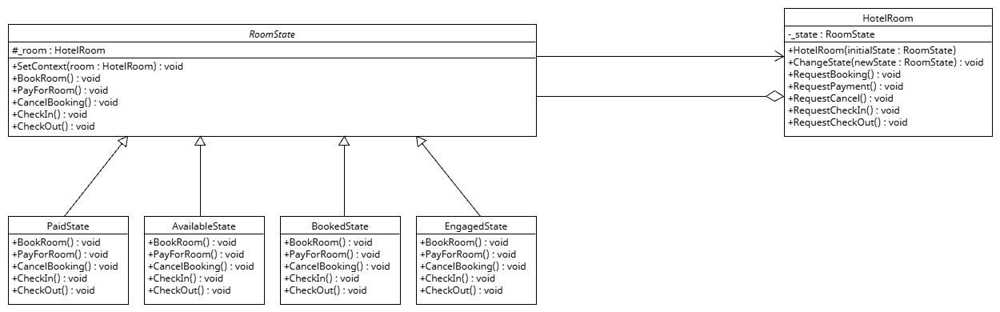 RoomState
#_room : HotelRoom
+SetContext(room : HotelRoom) : void
+BookRoom() : void
+PayForRoom() : void
+CancelBooking() : void
+CheckIn() : void
+CheckOut() : void
HotelRoom
-_state : RoomState
+HotelRoom(initialState : RoomState)
+ChangeState(newState : RoomState) : void
+RequestBooking() : void
+RequestPayment() : void
+RequestCancel() : void
+RequestCheckIn() : void
+RequestCheckOut() : void
PaidState
+BookRoom() : void
+PayForRoom() : void
+CancelBooking() : void
+CheckIn() : void
+CheckOut() : void
AvailableState
+BookRoom() : void
+PayForRoom() : void
+CancelBooking() : void
+CheckIn() : void
+CheckOut() : void
BookedState
+BookRoom() : void
+PayForRoom() : void
+CancelBooking() : void
+CheckIn() : void
+CheckOut() : void
EngagedState
+BookRoom() : void
+PayForRoom() : void
+CancelBooking() : void
+CheckIn() : void
+CheckOut() : void